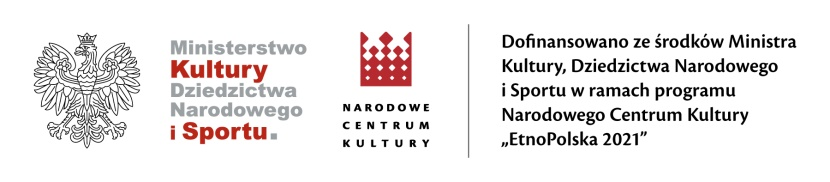 Ministerstwo
Kultury
Dziedzictwa
Narodowego
i Sportu.
NARODOWE
CENTRUM
KULTURY
Dofinansowano ze środków Ministra
Kultury, Dziedzictwa Narodowego
i Sportu w ramach programu
Narodowego Centrum Kultury
„EtnoPolska 2021”